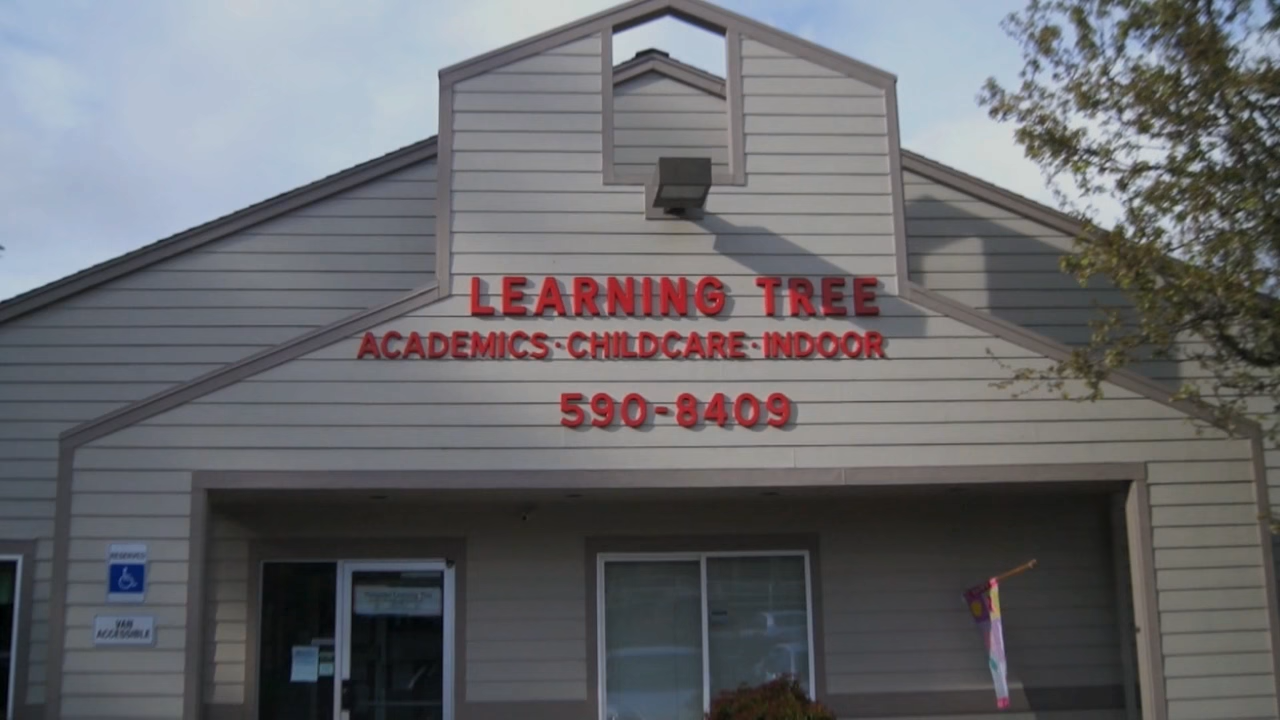 LEARNING TREE
ACADEMICS·CHILDCARE·INDOOR
590-8409
RESERVED
VAN
ACCESSIBLE